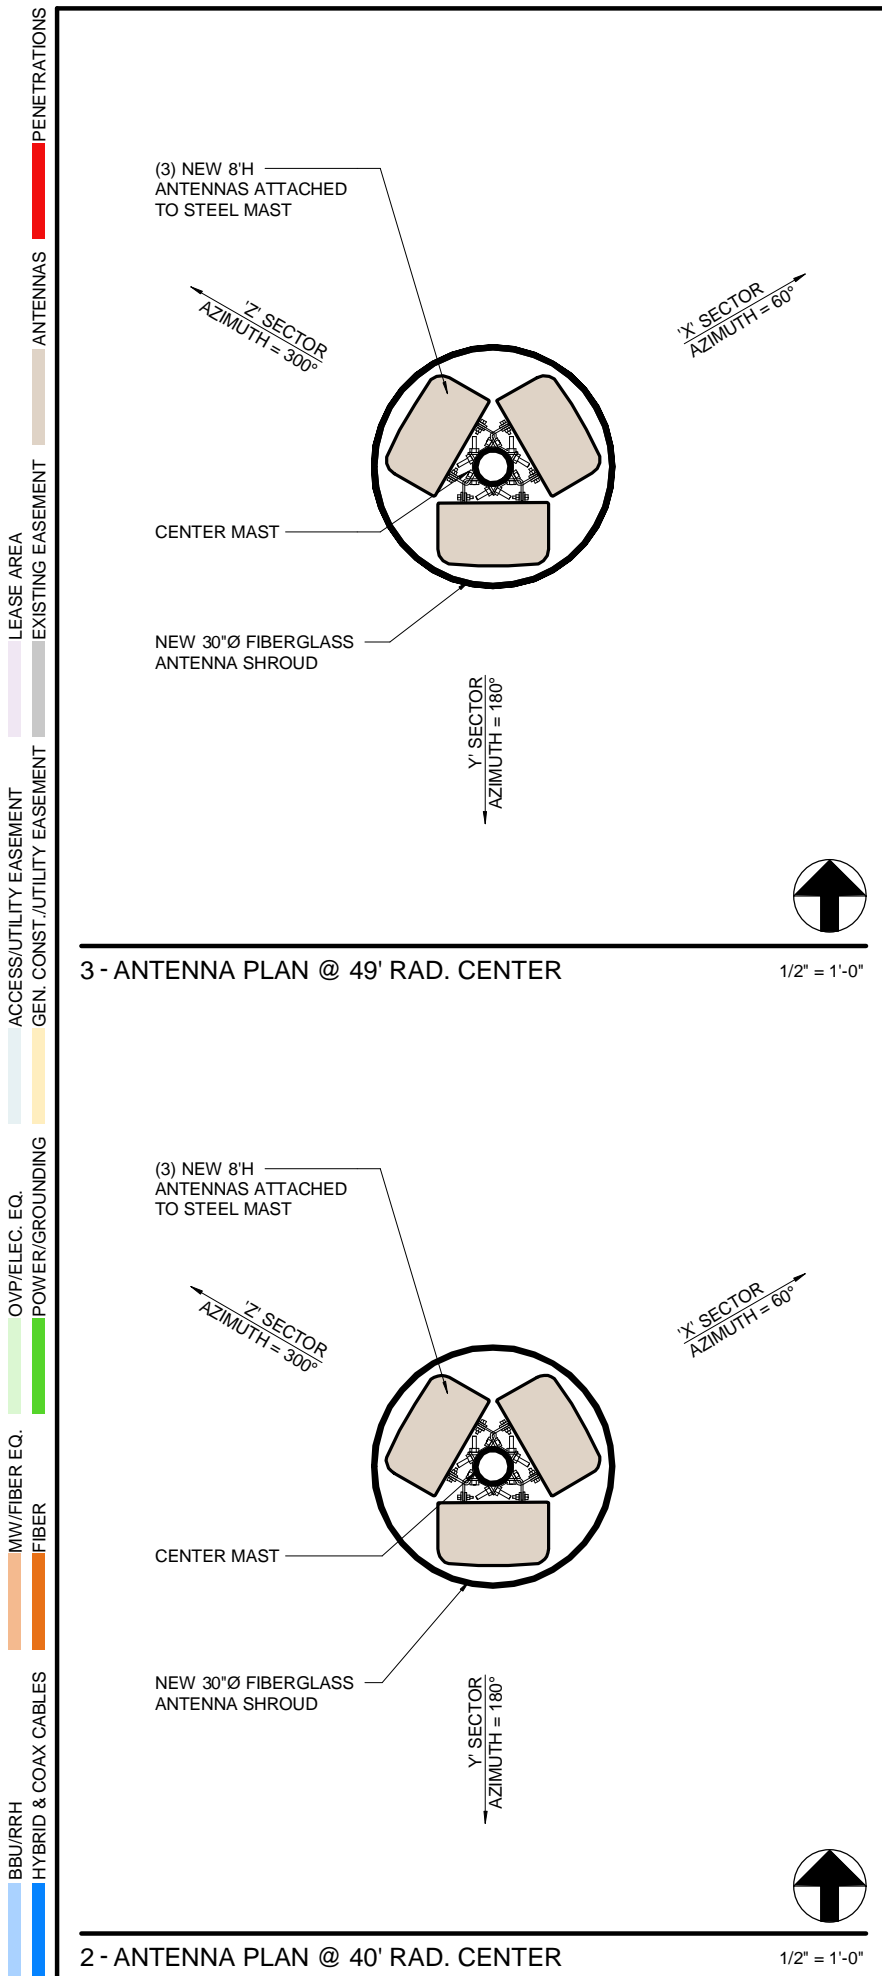 PENETRATIONS
ANTENNAS
LEASE AREA
EXISTING EASEMENT
ACCESS/UTILITY EASEMENT
GEN. CONST./UTILITY EASEMENT
OVP/ELEC. EQ.
POWER/GROUNDING
MW/FIBER EQ.
FIBER
BBU/RRH
HYBRID & COAX CABLES
(3) NEW 8'H
ANTENNAS ATTACHED
TO STEEL MAST
'Z' SECTOR
AZIMUTH = 300°
'X' SECTOR
AZIMUTH = 60°
CENTER MAST
NEW 30"Ø FIBERGLASS
ANTENNA SHROUD
Y' SECTOR
AZIMUTH = 180°
3 - ANTENNA PLAN @ 49' RAD. CENTER
1/2" = 1'-0"
(3) NEW 8'H
ANTENNAS ATTACHED
TO STEEL MAST
'Z' SECTOR
AZIMUTH = 300°
'X' SECTOR
AZIMUTH = 60°
CENTER MAST
NEW 30"Ø FIBERGLASS
ANTENNA SHROUD
Y' SECTOR
AZIMUTH = 180°
2 - ANTENNA PLAN @ 40' RAD. CENTER
1/2" = 1'-0"